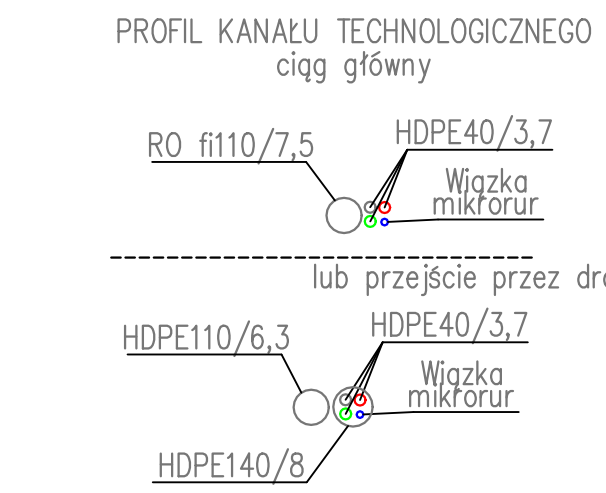 PROFIL KANAŁU TECHNOLOGICZNEGO
ciąg główny
RO fi110/7,5
HDPE40/3,7
Wiązka
mikrorur
lub przejście przez
HDPE110/6,3
HDPE40/3,7
Wiązka
mikrorur
HDPE140/8